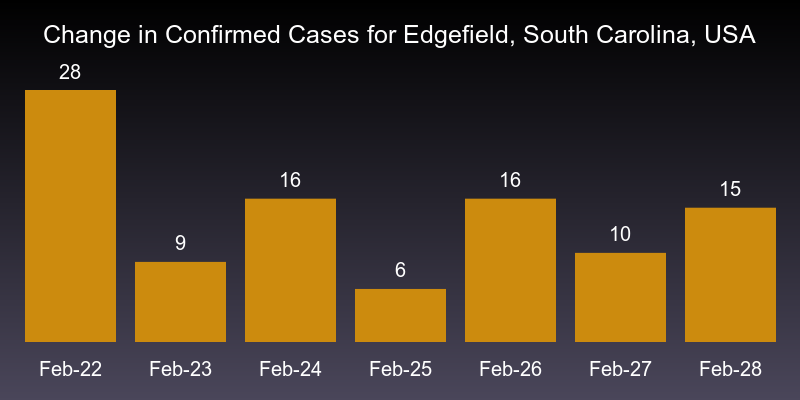 Change in Confirmed Cases for Edgefield, South Carolina, USA
28
9
16
6
16
10
15
Feb-22
Feb-23
Feb-24
Feb-25
Feb-26
Feb-27
Feb-28